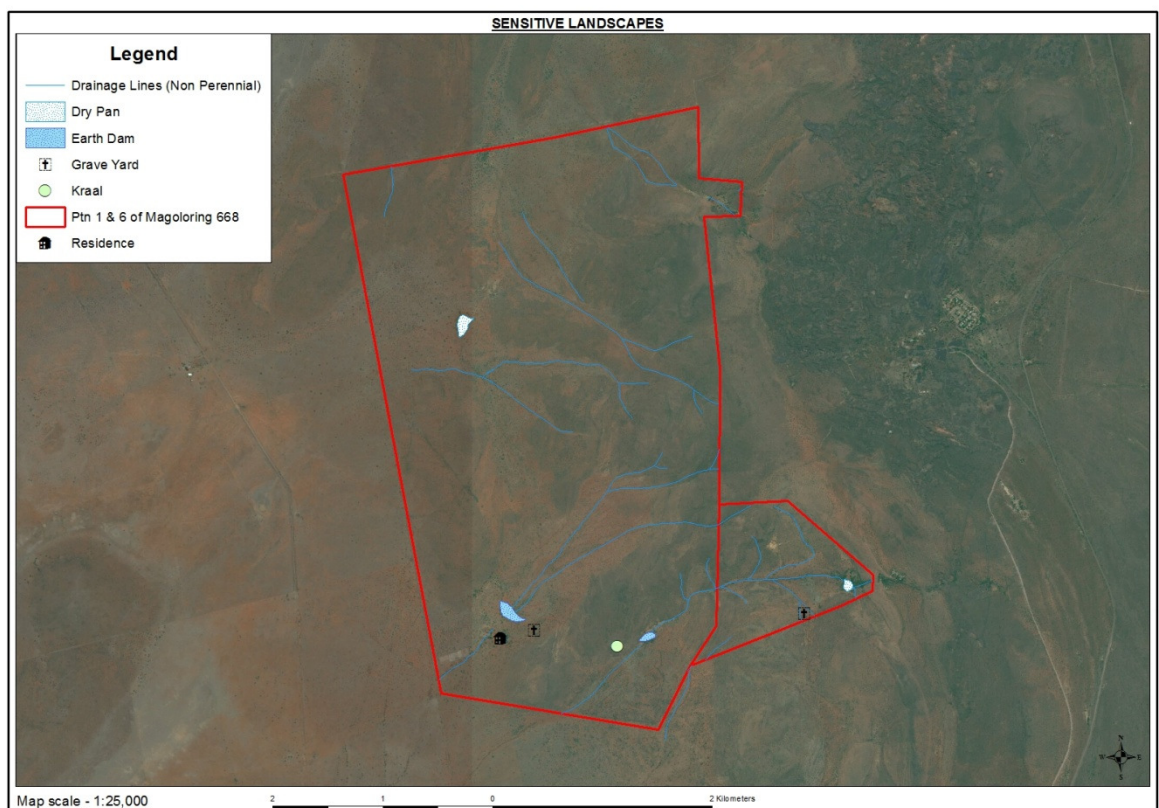 SENSITIVE LANDSCAPES
Legend
Drainage Lines (Non Perennial)
Dry Pan
Earth Dam
Grave Yard
Kraal
Ptn 1 & 6 of Magoloring 668
Residence
N
W E
S
Map scale - 1:25,000
2 1 0 2 Kilometers